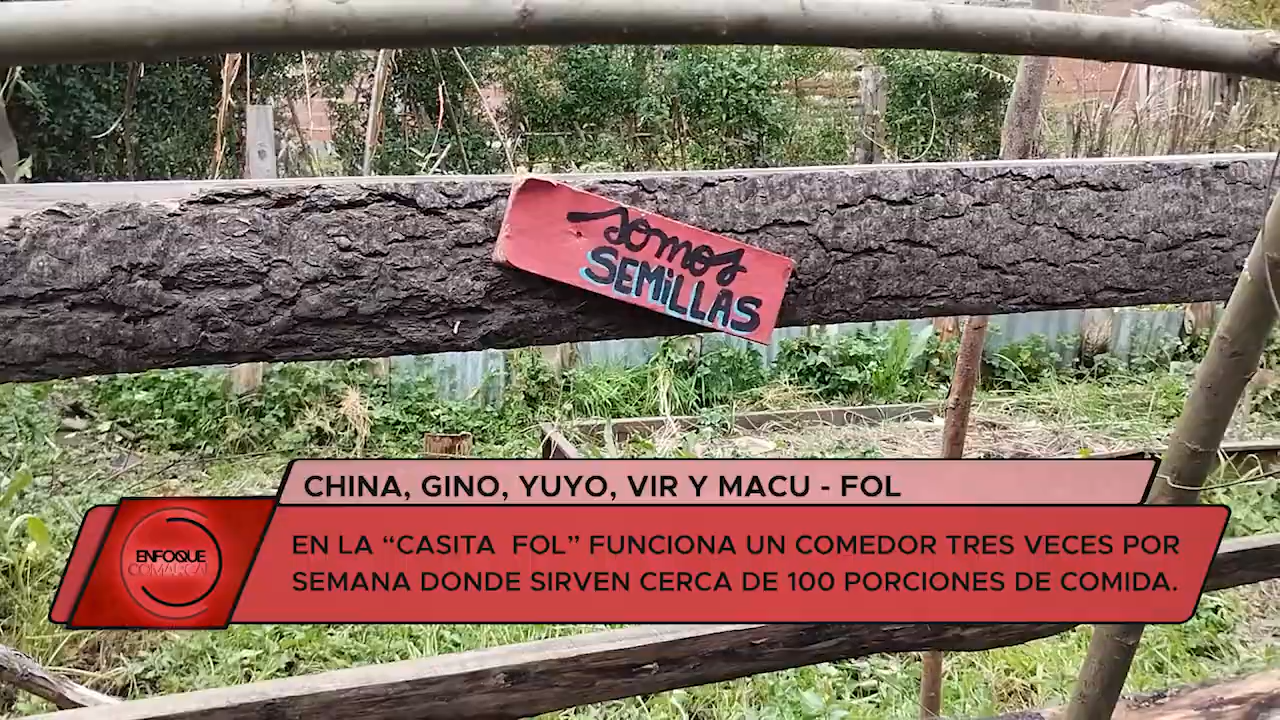 somos
SEMiLLAS
CHINA, GINO, YUYO, VIR Y MACU - FOL
EN LA “CASITA FOL” FUNCIONA UN COMEDOR TRES VECES POR
SEMANA DONDE SIRVEN CERCA DE 100 PORCIONES DE COMIDA.
ENFOQUE
COMARCAL